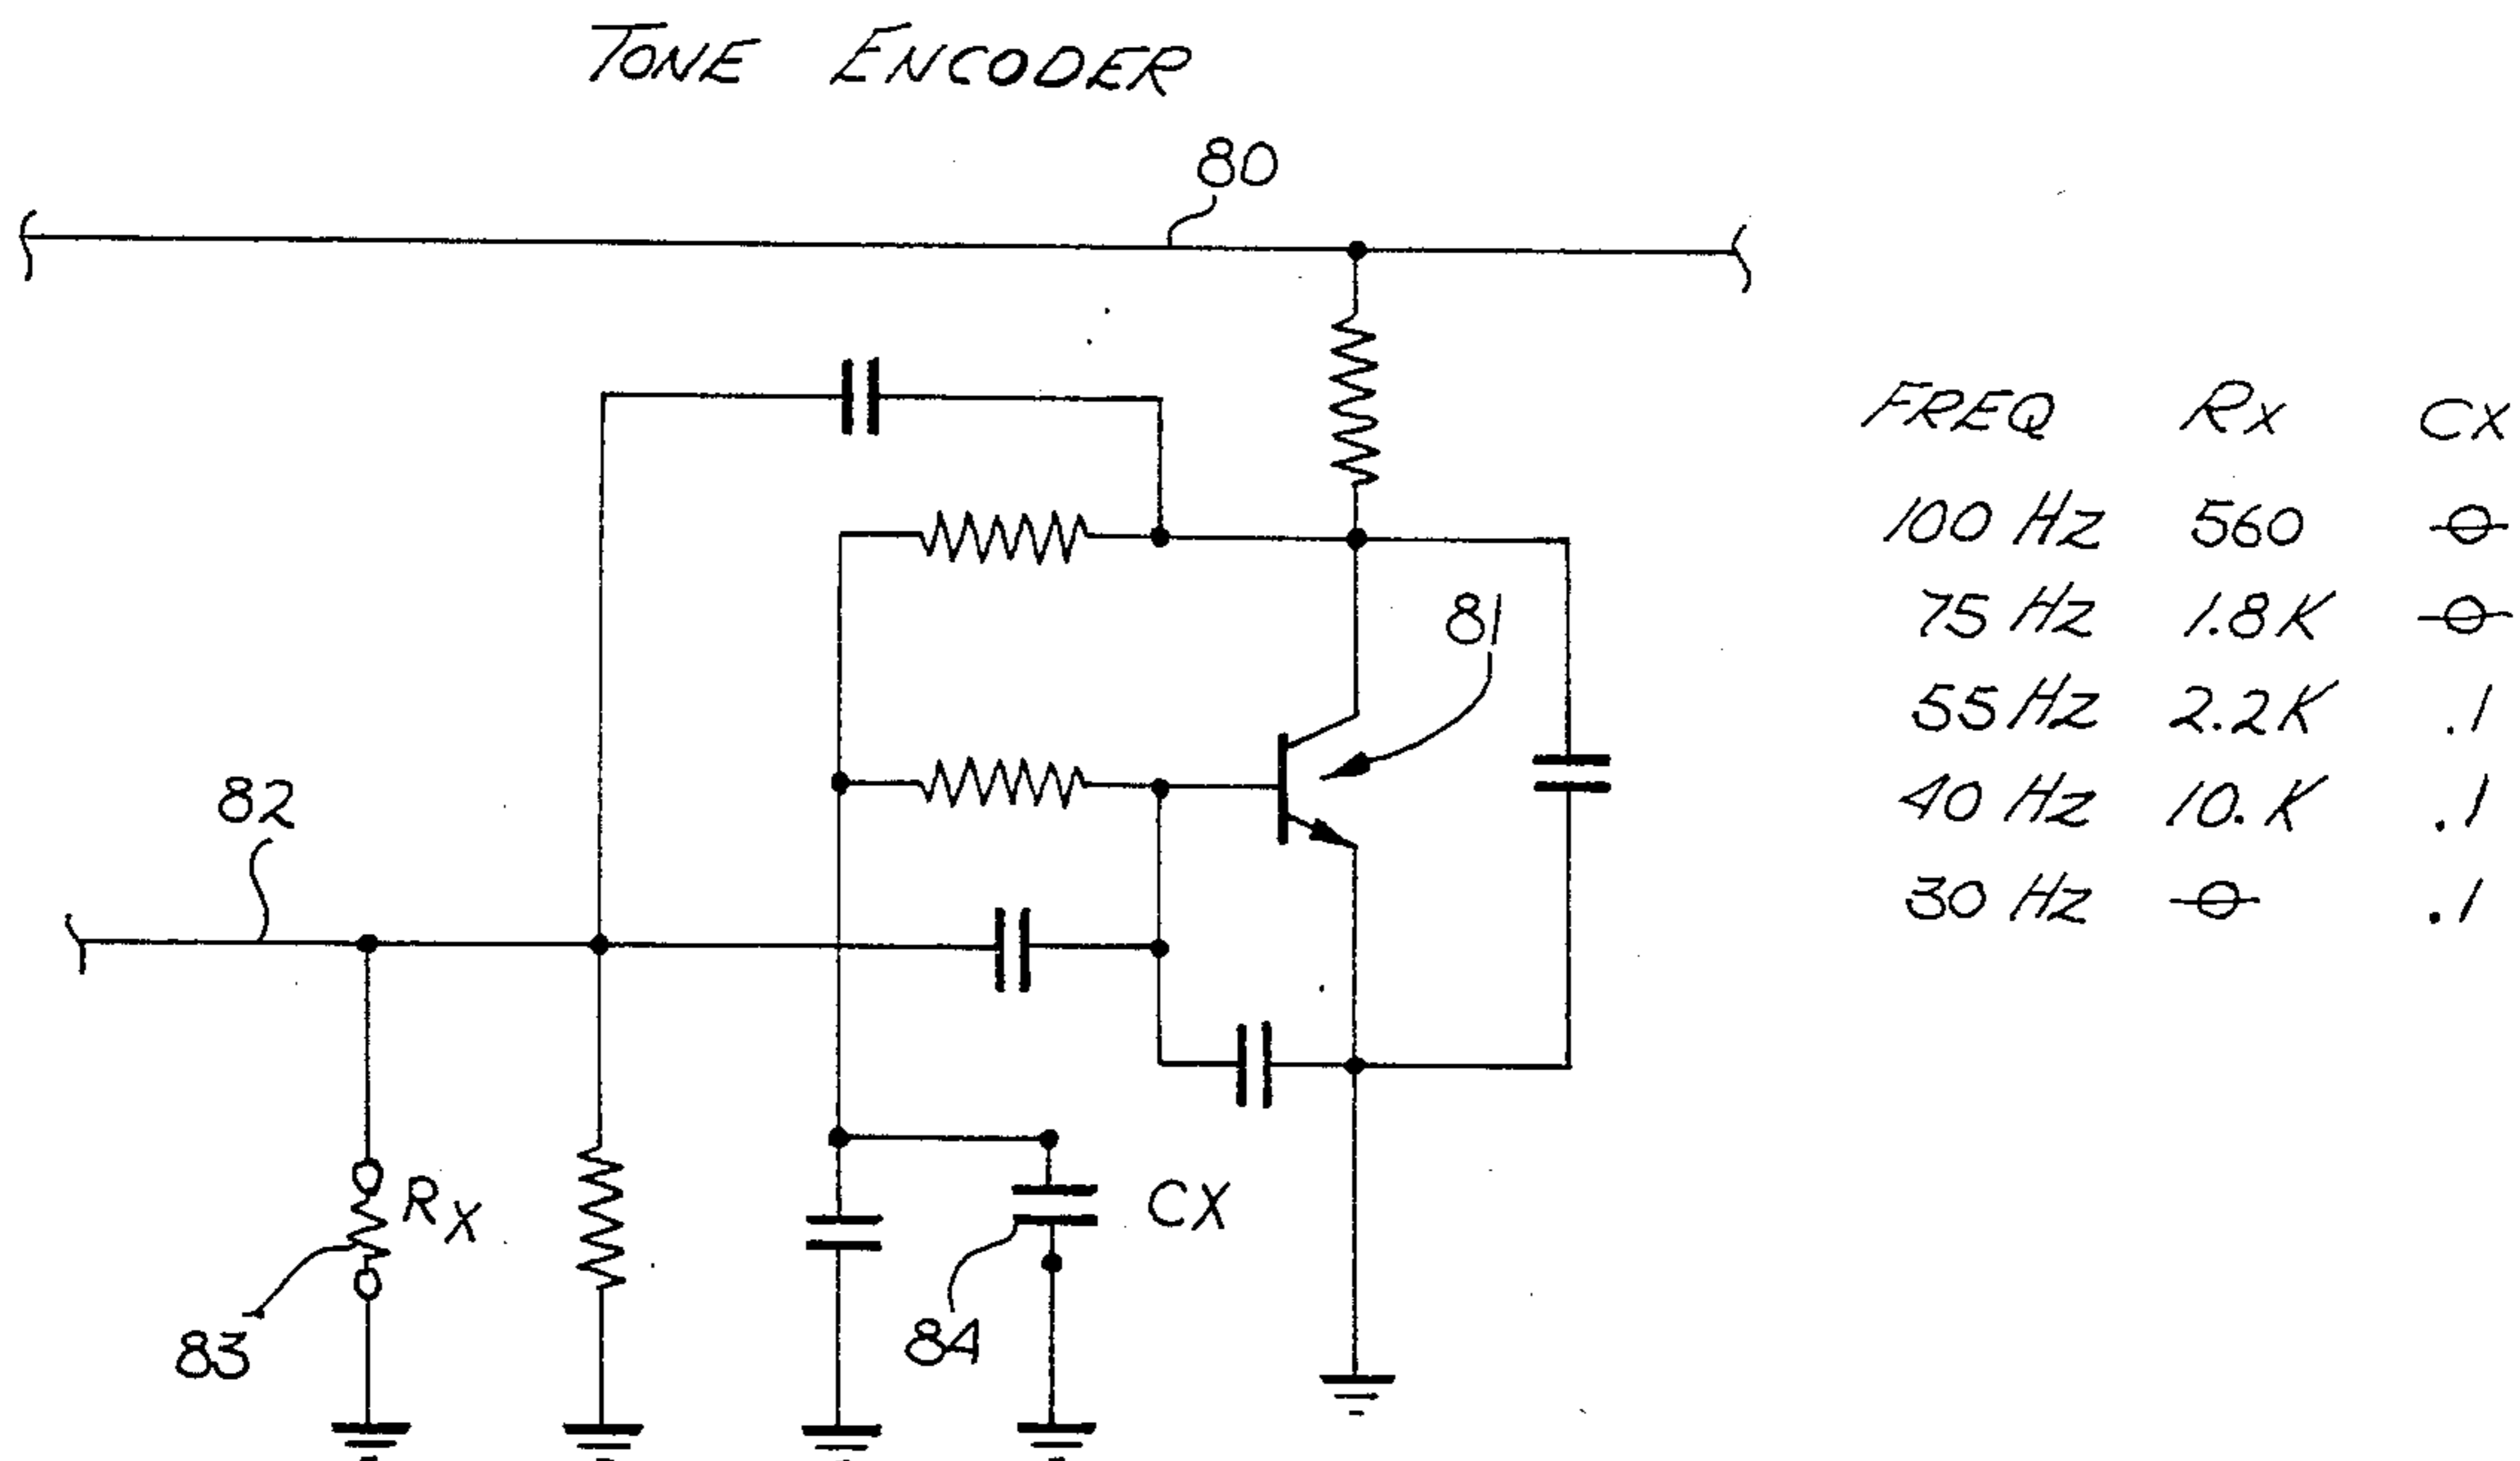 TONE ENCODER
80
FREQ RX CX
100 Hz 560 ⦵
75 Hz 1.8K ⦵
81
55 Hz 2.2K .1
82
40 Hz 10.K .1
30 Hz ⦵ .1
RX
CX
83
84